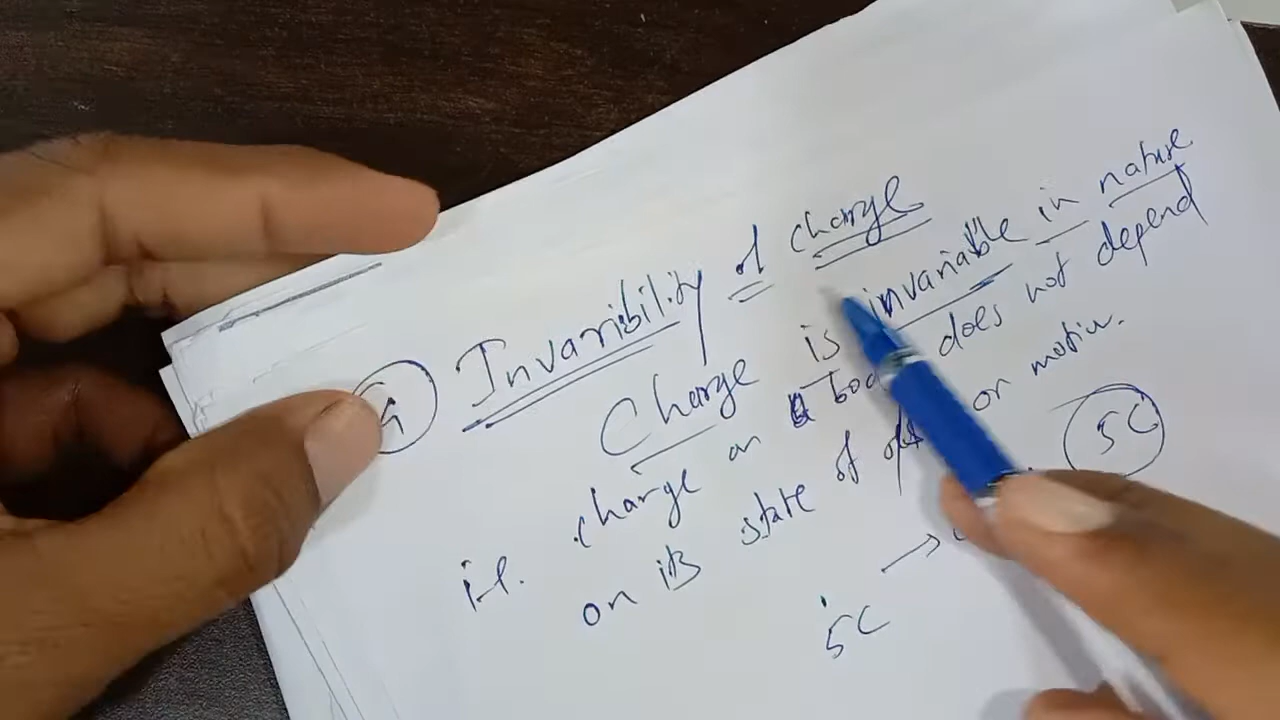 4 Invaribility of charge
Charge is invariable in nature
i.e. charge on a body does not depend
on its state of or motion.
5C → 5C